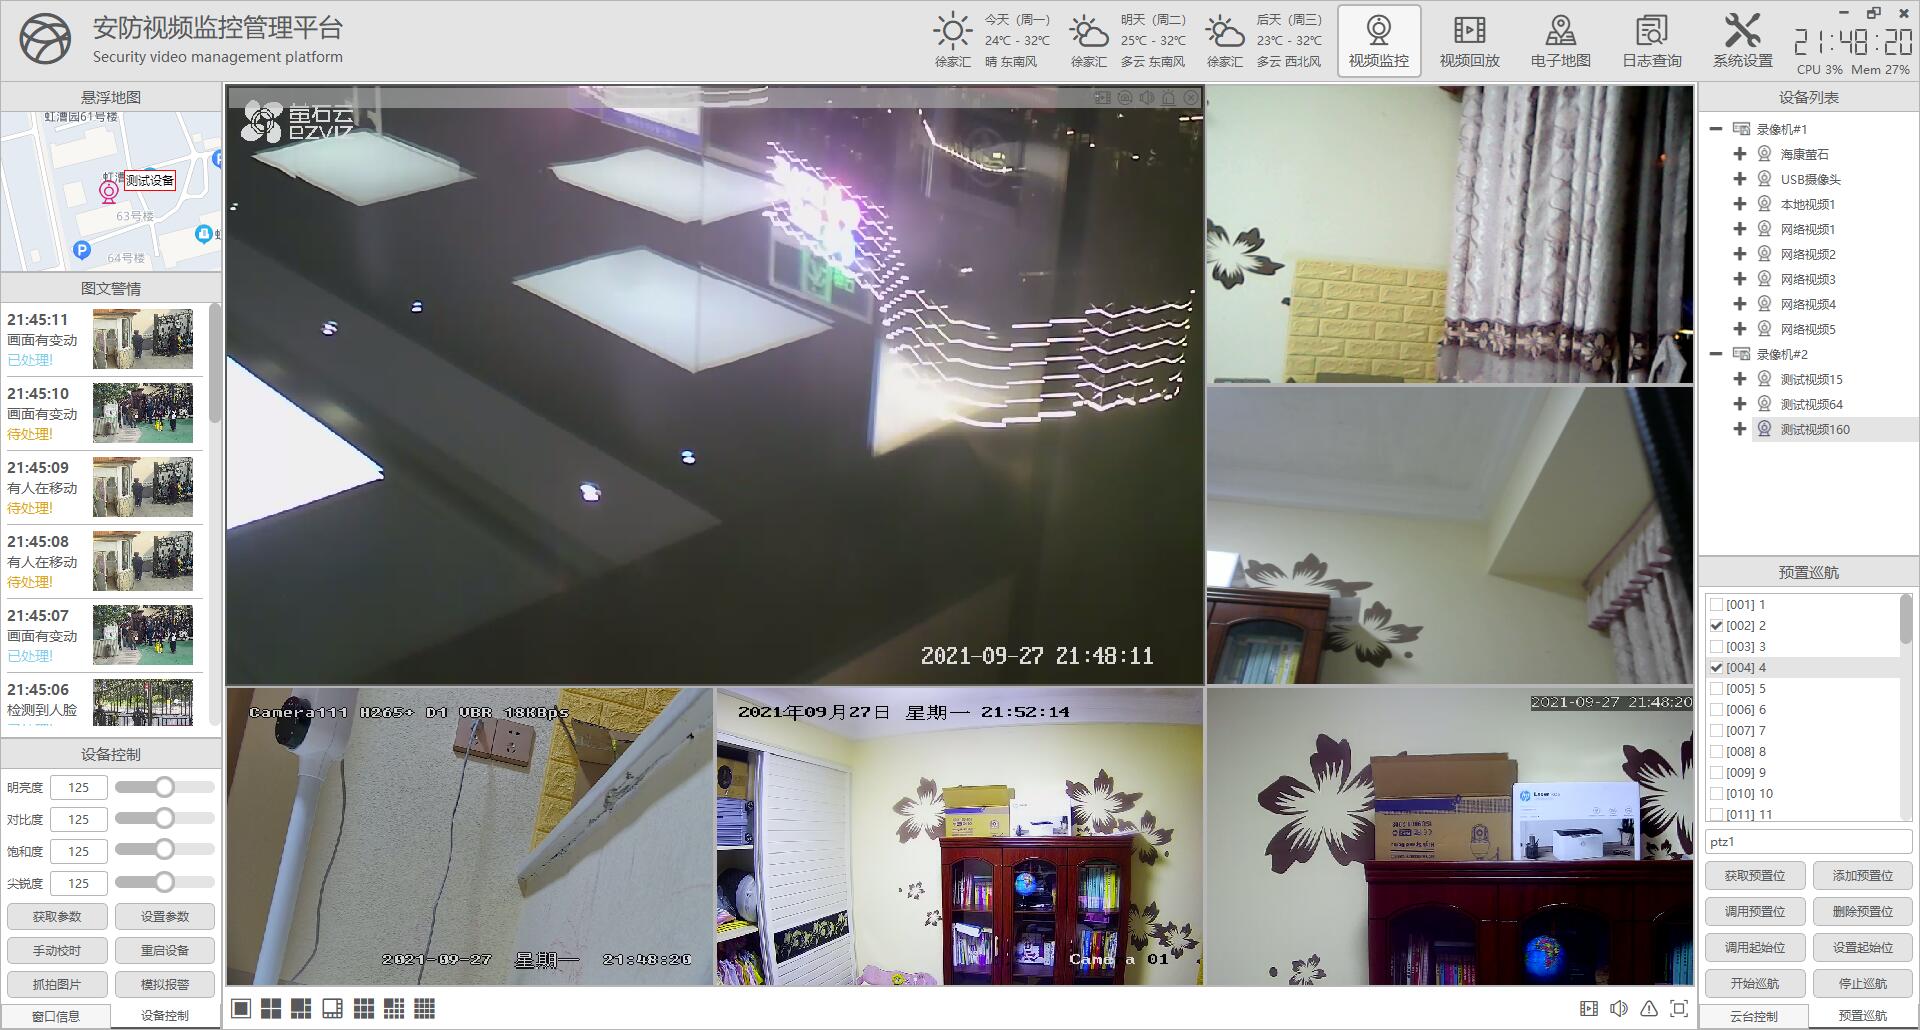 安防视频监控管理平台
Security video management platform
今天 (周一)
24℃ - 32℃
徐家汇 晴 东南风
明天 (周二)
25℃ - 32℃
徐家汇 多云 东南风
后天 (周三)
23℃ - 32℃
徐家汇 多云 西北风
视频监控
视频回放
电子地图
日志查询
系统设置
21:48:20
CPU 3% Mem 27%
悬浮地图
虹漕园61号楼
虹漕
测试设备
P
63号楼
P
64号楼
图文警情
21:45:11
画面有变动
已处理!
21:45:10
画面有变动
待处理!
21:45:09
有人在移动
待处理!
21:45:08
有人在移动
待处理!
21:45:07
画面有变动
已处理!
21:45:06
检测到人脸
设备控制
明亮度 125
对比度 125
饱和度 125
尖锐度 125
获取参数 设置参数
手动校时 重启设备
抓拍图片 模拟报警
窗口信息 设备控制
萤石云
ezviz
2021-09-27 21:48:11
Camera111 H265+ D1 VBR 18KBps
2021-09-27 星期一 21:48:20
2021年09月27日 星期一 21:52:14
Camera 01
2021-09-27 21:48:20
hp Laser
设备列表
录像机#1
海康萤石
USB摄像头
本地视频1
网络视频1
网络视频2
网络视频3
网络视频4
网络视频5
录像机#2
测试视频15
测试视频64
测试视频160
预置巡航
[001] 1
[002] 2
[003] 3
[004] 4
[005] 5
[006] 6
[007] 7
[008] 8
[009] 9
[010] 10
[011] 11
ptz1
获取预置位 添加预置位
调用预置位 删除预置位
调用起始位 设置起始位
开始巡航 停止巡航
云台控制 预置巡航